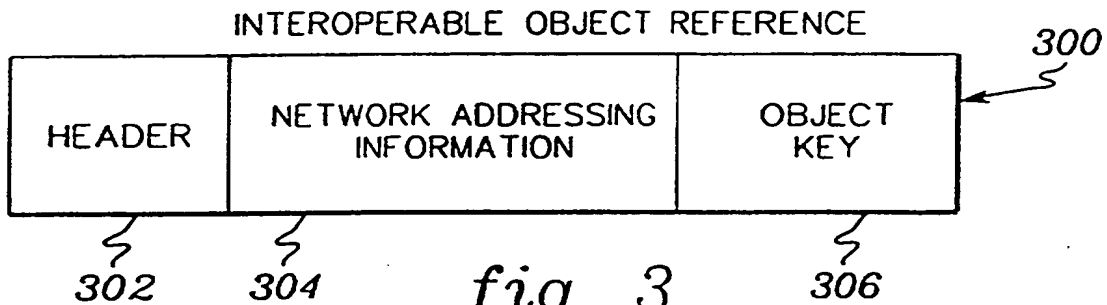 INTEROPERABLE OBJECT REFERENCE
300
HEADER
NETWORK ADDRESSING
INFORMATION
OBJECT
KEY
302
304
306
fig. 3